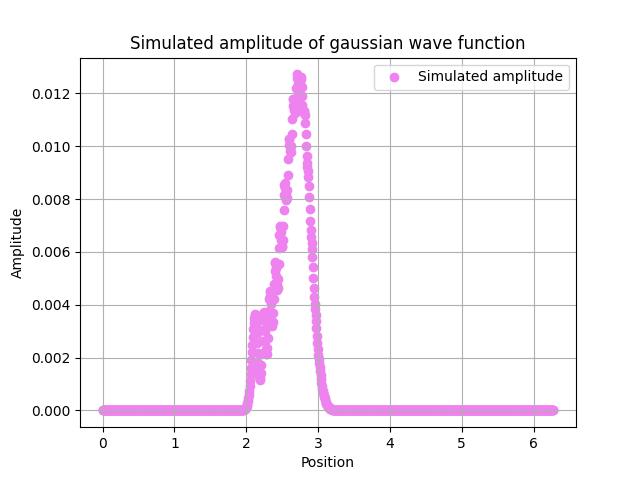 Simulated amplitude of gaussian wave function
Simulated amplitude
Amplitude
0.012
0.010
0.008
0.006
0.004
0.002
0.000
0 1 2 3 4 5 6
Position